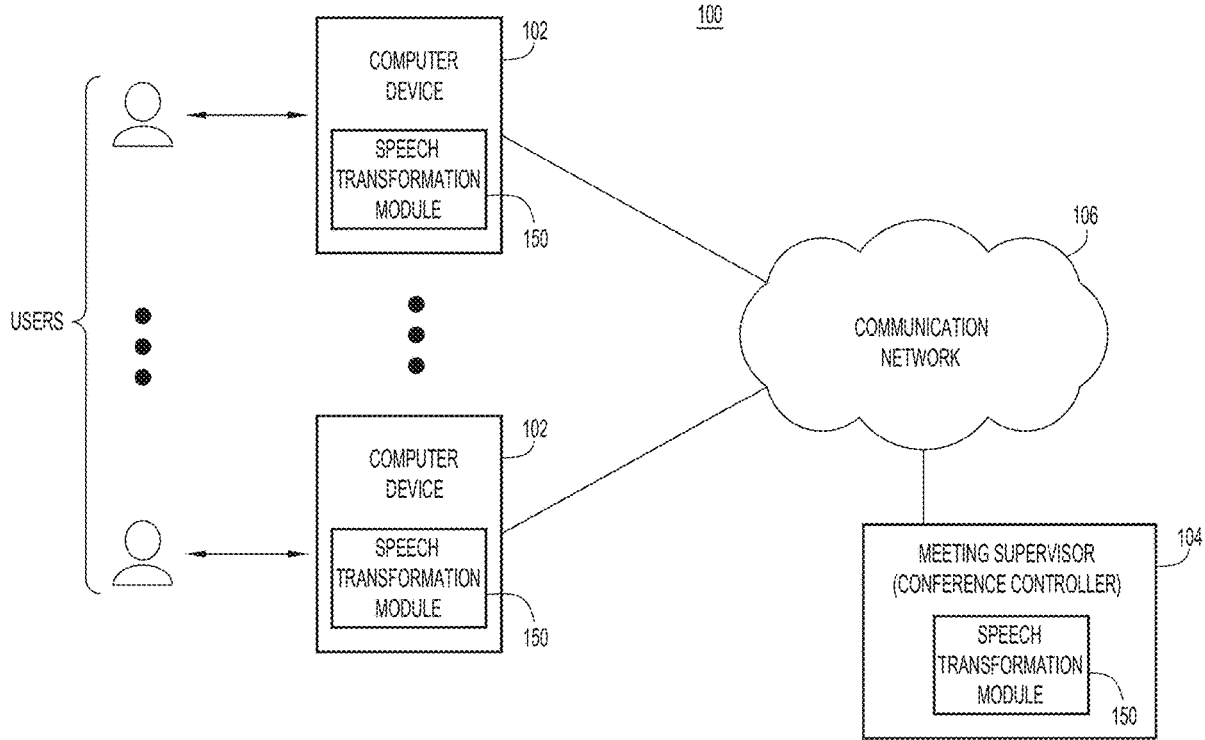 100
102
COMPUTER
DEVICE
SPEECH
TRANSFORMATION
MODULE
150
106
USERS
COMMUNICATION
NETWORK
102
COMPUTER
DEVICE
SPEECH
TRANSFORMATION
MODULE
150
104
MEETING SUPERVISOR
(CONFERENCE CONTROLLER)
SPEECH
TRANSFORMATION
MODULE
150